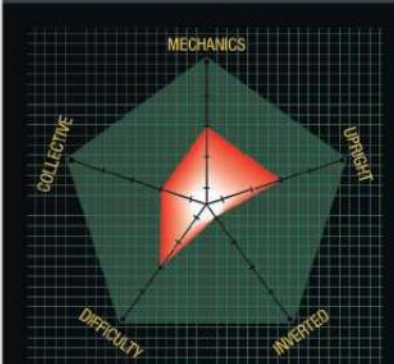 MECHANICS
UPRIGHT
COLLECTIVE
DIFFICULTY
INVERTED